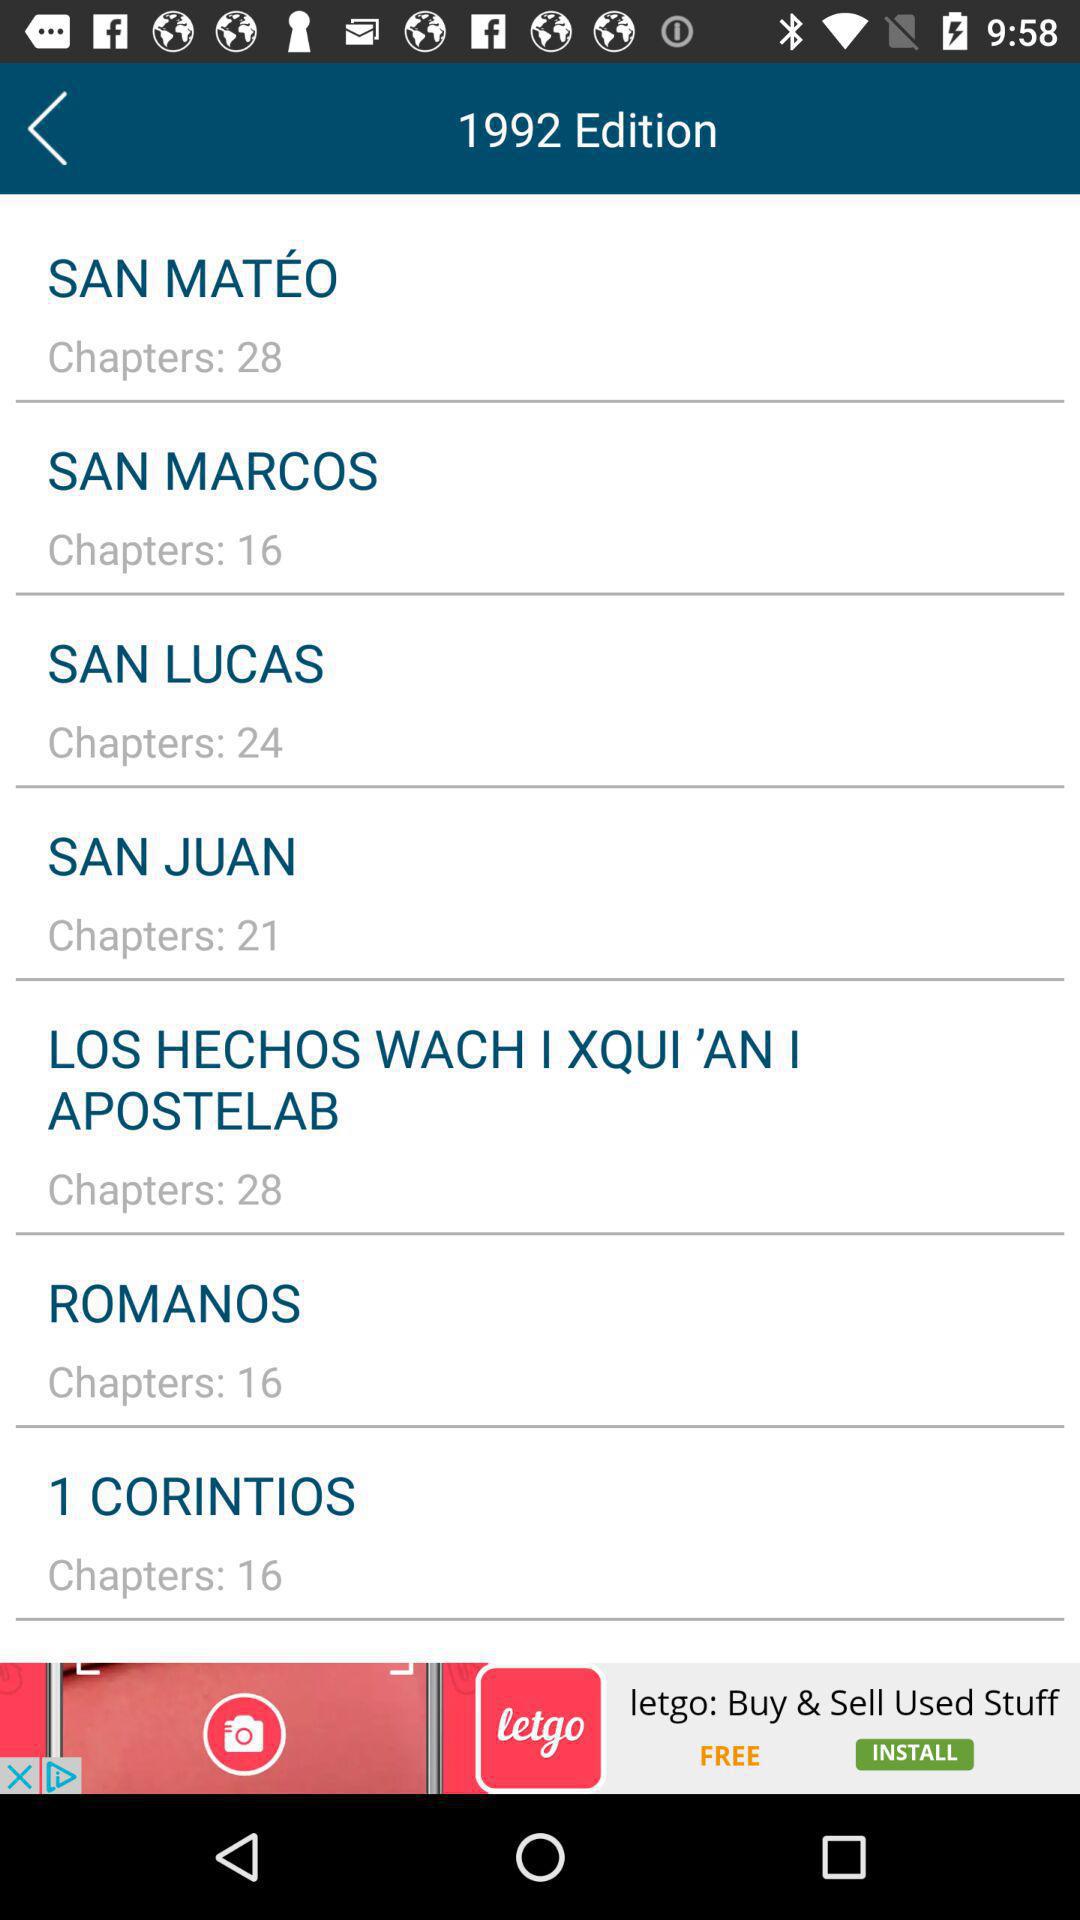 9:58
1992 Edition
SAN MATÉO
Chapters: 28
SAN MARCOS
Chapters: 16
SAN LUCAS
Chapters: 24
SAN JUAN
Chapters: 21
LOS HECHOS WACH I XQUI ’AN I
APOSTELAB
Chapters: 28
ROMANOS
Chapters: 16
1 CORINTIOS
Chapters: 16
letgo
letgo: Buy & Sell Used Stuff
FREE
INSTALL